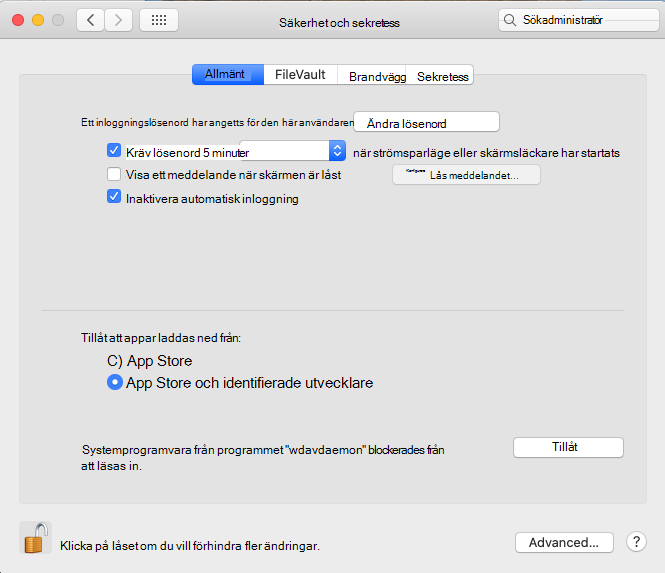 Säkerhet och sekretess
Sökadministratör
Allmänt
FileVault
Brandvägg
Sekretess
Ett inloggningslösenord har angetts för den här användaren
Ändra lösenord
Kräv lösenord 5 minuter
när strömsparläge eller skärmsläckare har startats
Visa ett meddelande när skärmen är låst
Lås meddelandet...
Inaktivera automatisk inloggning
Tillåt att appar laddas ned från:
C) App Store
App Store och identifierade utvecklare
Systemprogramvara från programmet "wdavdaemon" blockerades från
att läsas in.
Tillåt
Klicka på låset om du vill förhindra fler ändringar.
Advanced...
?